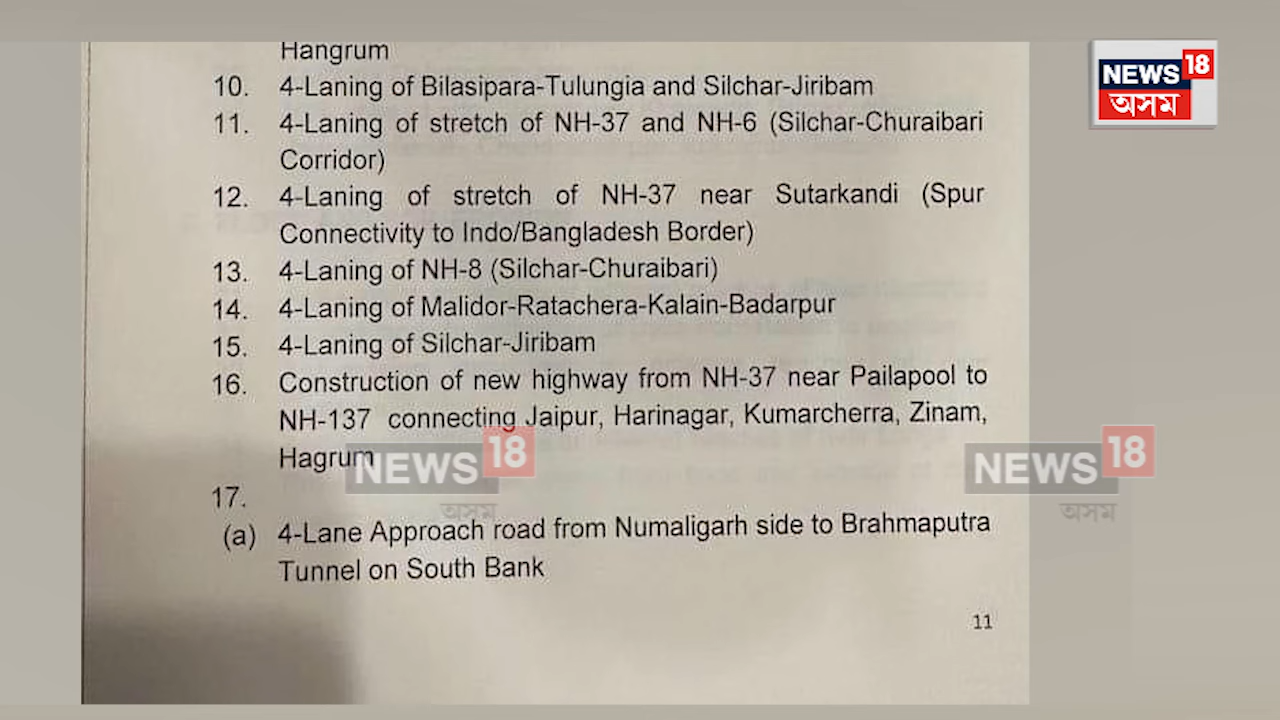 Hangrum
10. 4-Laning of Bilasipara-Tulungia and Silchar-Jiribam
11. 4-Laning of stretch of NH-37 and NH-6 (Silchar-Churaibari
Corridor)
12. 4-Laning of stretch of NH-37 near Sutarkandi (Spur
Connectivity to Indo/Bangladesh Border)
13. 4-Laning of NH-8 (Silchar-Churaibari)
14. 4-Laning of Malidor-Ratachera-Kalain-Badarpur
15. 4-Laning of Silchar-Jiribam
16. Construction of new highway from NH-37 near Pailapool to
NH-137 connecting Jaipur, Harinagar, Kumarcherra, Zinam,
Hagrum
17.
(a) 4-Lane Approach road from Numaligarh side to Brahmaputra
Tunnel on South Bank
11
NEWS 18
অসম
NEWS 18
অসম
NEWS 18
অসম